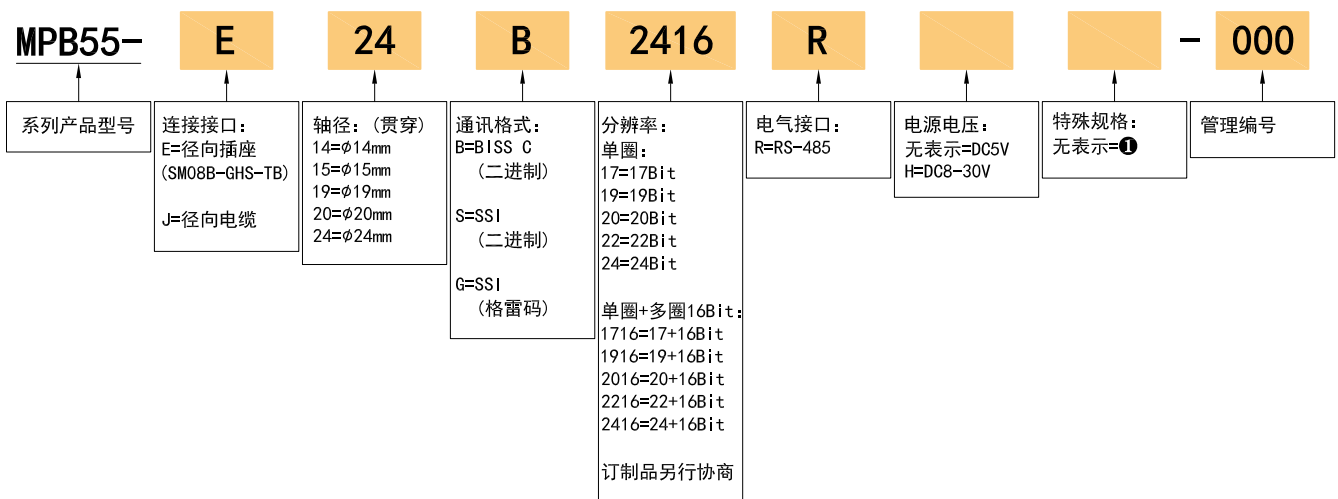 MPB55- E 24 B 2416 R - 000
系列产品型号
连接接口：
E=径向插座
(SM08B-GHS-TB)
J=径向电缆
轴径：(贯穿)
14=φ14mm
15=φ15mm
19=φ19mm
20=φ20mm
24=φ24mm
通讯格式：
B=BISS C
(二进制)
S=SSI
(二进制)
G=SSI
(格雷码)
分辨率：
单圈：
17=17Bit
19=19Bit
20=20Bit
22=22Bit
24=24Bit
单圈+多圈16Bit：
1716=17+16Bit
1916=19+16Bit
2016=20+16Bit
2216=22+16Bit
2416=24+16Bit
订制品另行协商
电气接口：
R=RS-485
电源电压：
无表示=DC5V
H=DC8-30V
特殊规格：
无表示=❶
管理编号